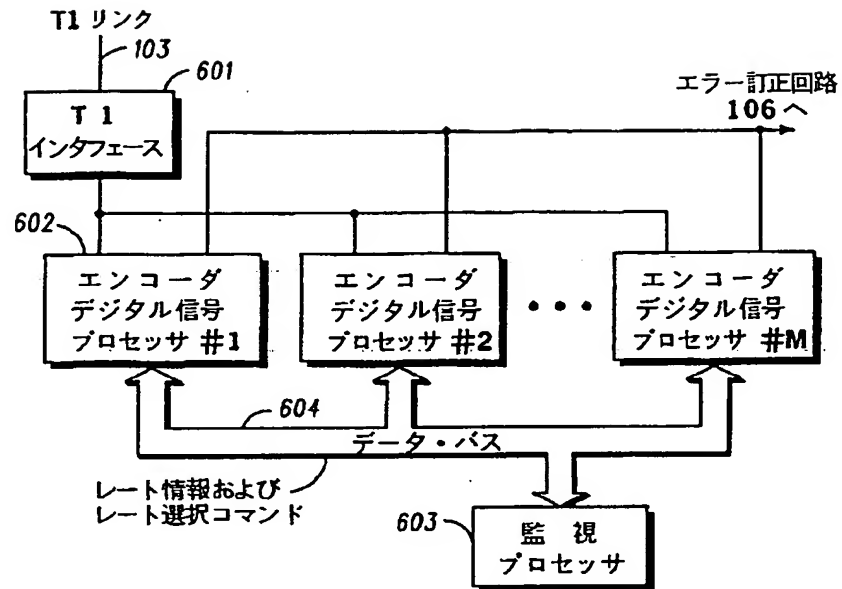 T1 リンク
103
601
T 1
インタフェース
エラー訂正回路
106 へ
602
エンコーダ
デジタル信号
プロセッサ #1
エンコーダ
デジタル信号
プロセッサ #2
エンコーダ
デジタル信号
プロセッサ #M
604
データ・バス
レート情報および
レート選択コマンド
603
監 視
プロセッサ